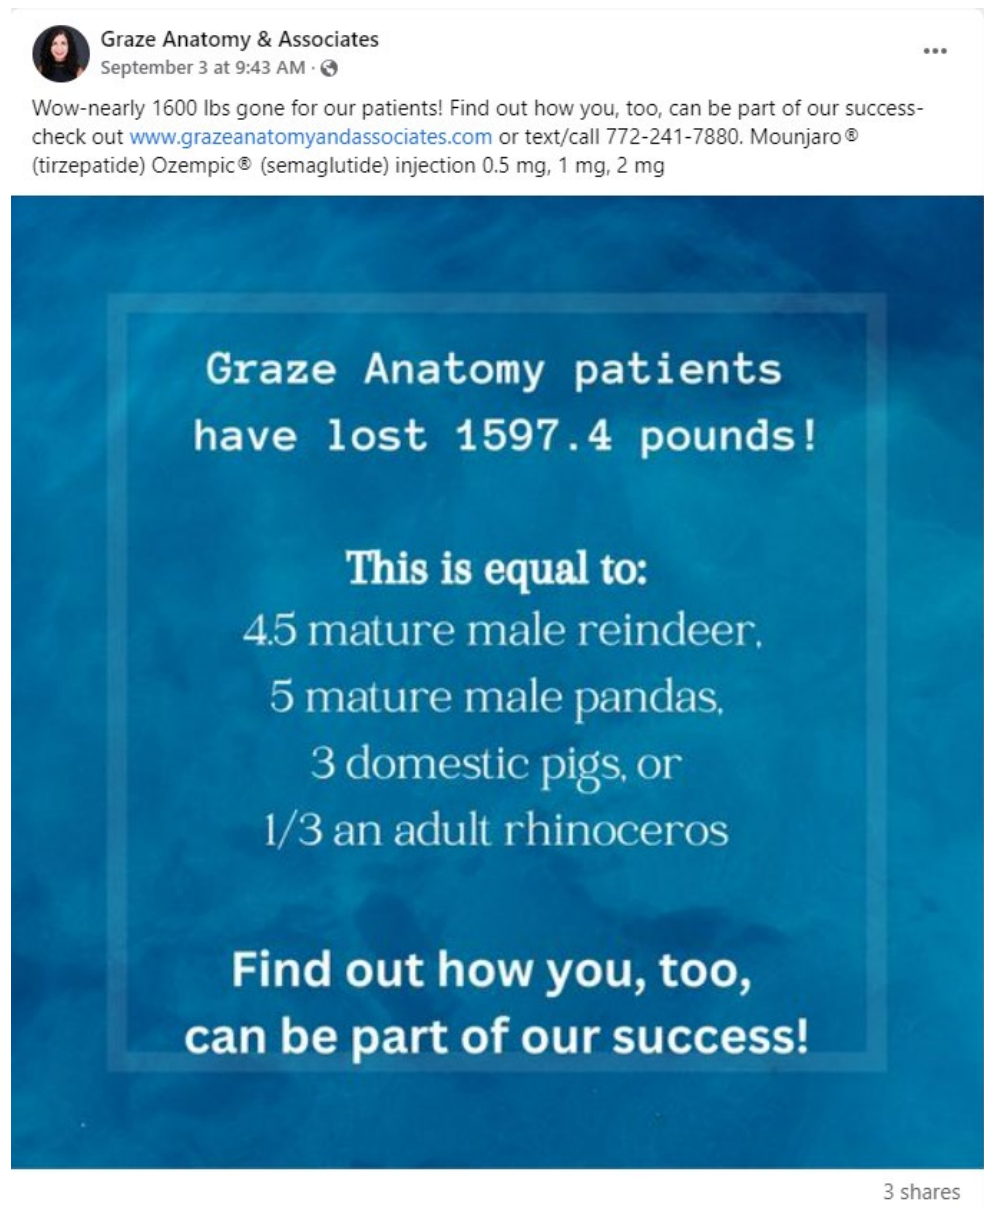 Graze Anatomy & Associates
September 3 at 9:43 AM ·
Wow-nearly 1600 lbs gone for our patients! Find out how you, too, can be part of our success-
check out www.grazeanatomyandassociates.com or text/call 772-241-7880. Mounjaro®
(tirzepatide) Ozempic® (semaglutide) injection 0.5 mg, 1 mg, 2 mg
Graze Anatomy patients
have lost 1597.4 pounds!
This is equal to:
4.5 mature male reindeer,
5 mature male pandas,
3 domestic pigs, or
1/3 an adult rhinoceros
Find out how you, too,
can be part of our success!
3 shares